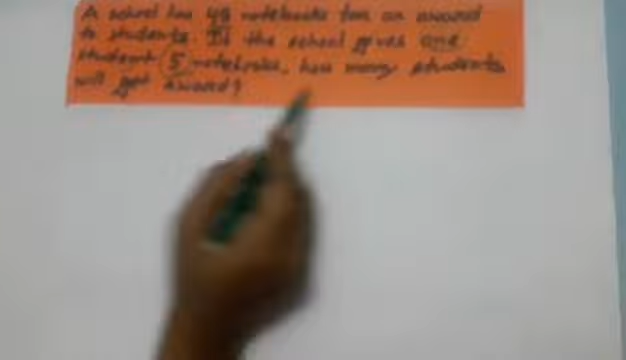 A school has 45 notebooks for an award
to students. If the school gives one
student 5 notebooks, how many students
will get award?